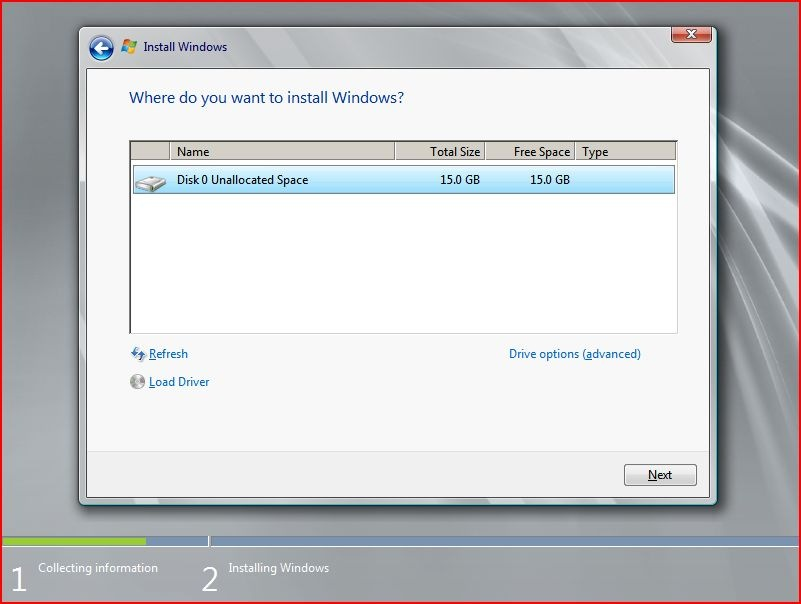 Install Windows
Where do you want to install Windows?
Name Total Size Free Space Type
Disk 0 Unallocated Space 15.0 GB 15.0 GB
Refresh Drive options (advanced)
Load Driver
Next
1 Collecting information 2 Installing Windows